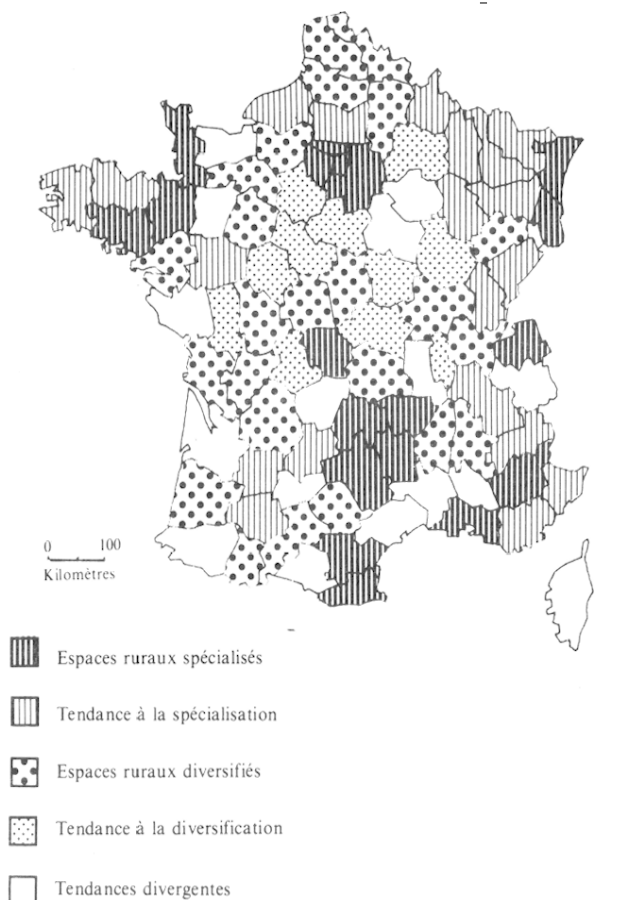 0 100
Kilomètres
Espaces ruraux spécialisés
Tendance à la spécialisation
Espaces ruraux diversifiés
Tendance à la diversification
Tendances divergentes